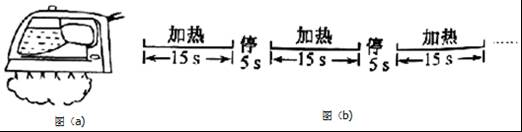 加热 停 加热 停 加热 ......
15 s 5 s 15 s 5 s 15 s
图 (a) 图 (b)